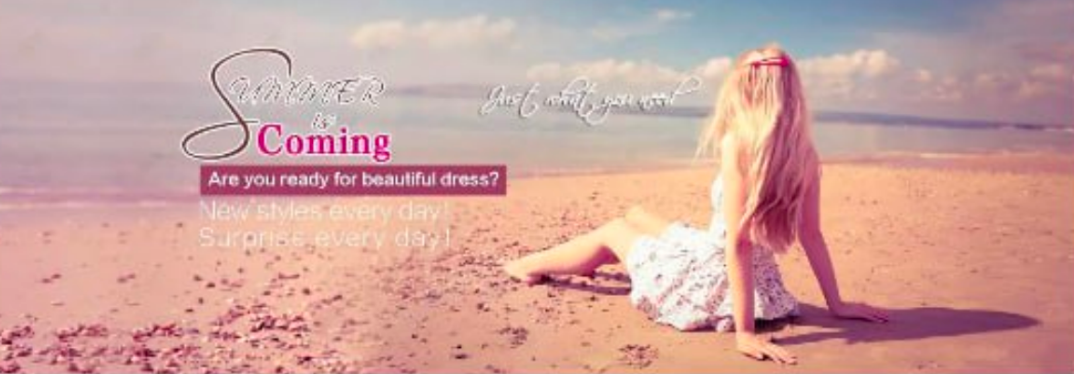 SUMMER
is
Coming
Just what you need
Are you ready for beautiful dress?
New styles every day!
Surprise every day!